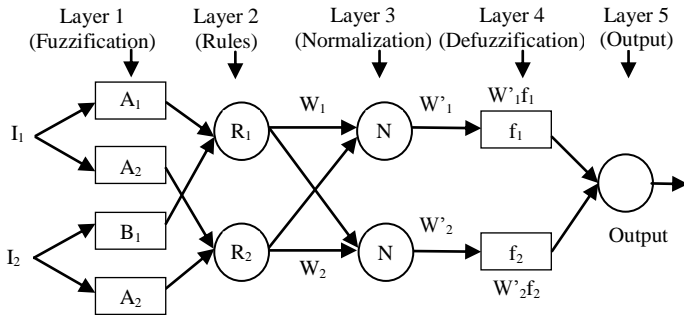 Layer 1
(Fuzzification)
Layer 2
(Rules)
Layer 3
(Normalization)
Layer 4
(Defuzzification)
Layer 5
(Output)
I₁
I₂
A₁
A₂
B₁
A₂
R₁
R₂
W₁
W₂
N
N
W'₁
W'₂
W'₁f₁
f₁
f₂
W'₂f₂
Output